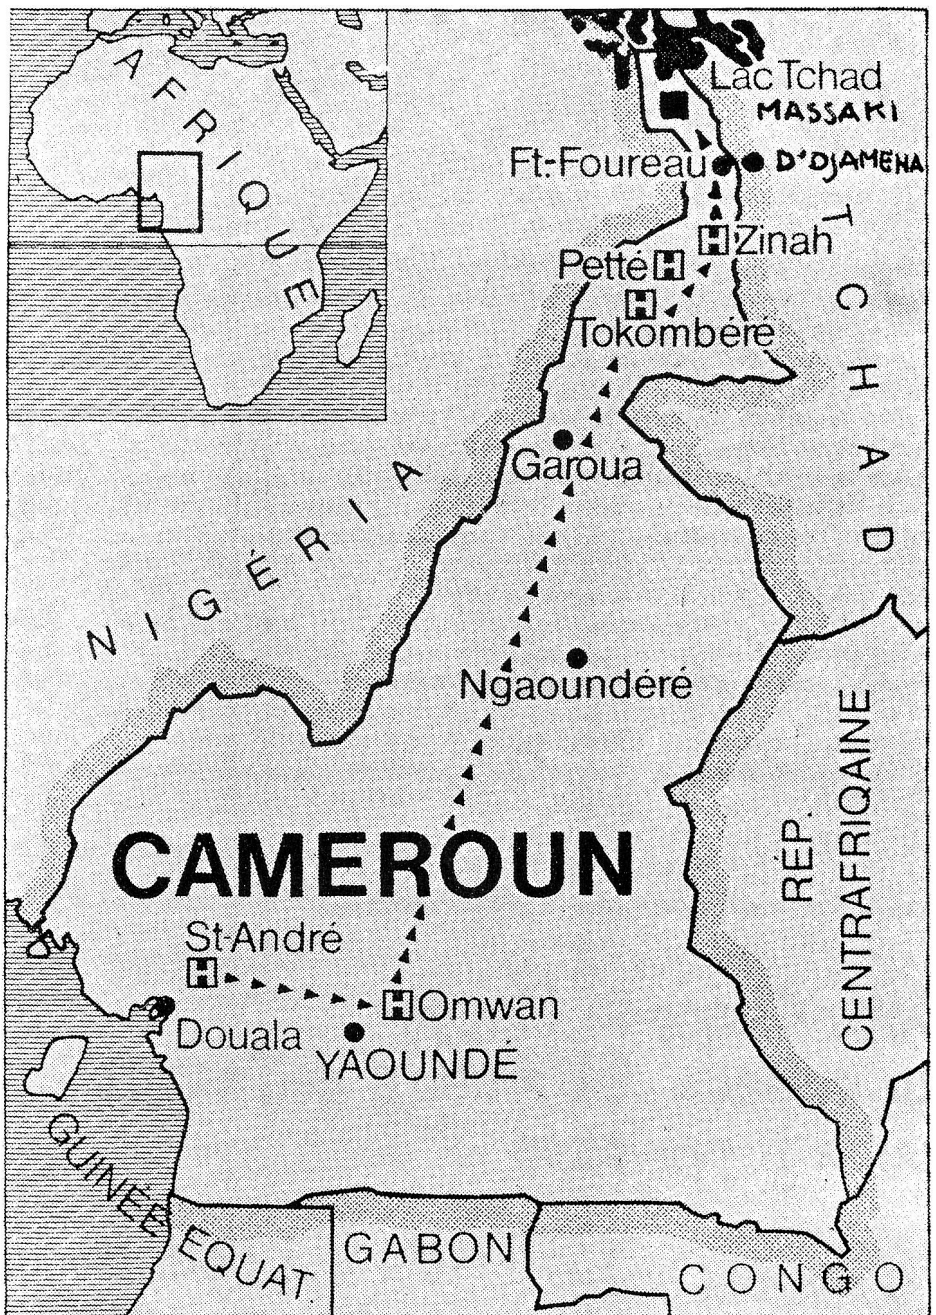 AFRIQUE
Lac Tchad
MASSAKI
Ft.-Foureau
D'DJAMENA
TCHAD
H Zinah
Petté H
H
Tokombéré
Garoua
NIGÉRIA
Ngaoundéré
RÉP.
CENTRAFRIQAINE
CAMEROUN
St-André
H
H Omwan
Douala
YAOUNDÉ
GUINÉE
EQUAT.
GABON
CONGO